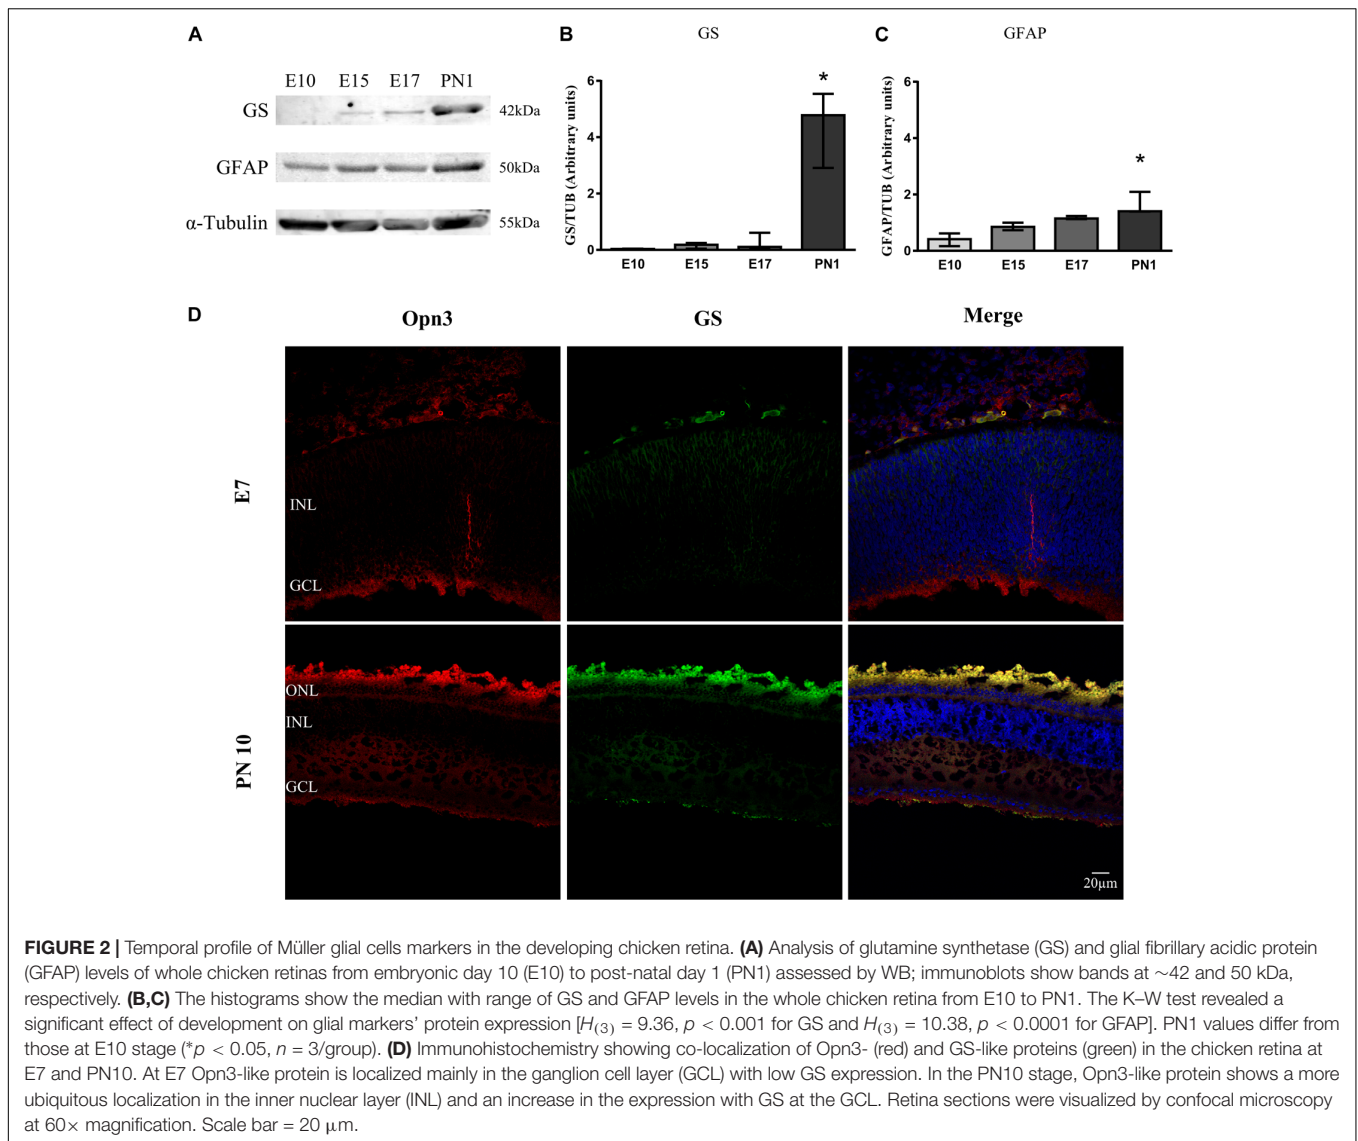 A
E10 E15 E17 PN1
GS 42kDa
GFAP 50kDa
α-Tubulin 55kDa
B
GS
GS/TUB (Arbitrary units)
6
4
2
0
*
E10 E15 E17 PN1
C
GFAP
GFAP/TUB (Arbitrary units)
6
4
2
0
*
E10 E15 E17 PN1
D
Opn3 GS Merge
E7
INL
GCL
PN 10
ONL
INL
GCL
20µm
FIGURE 2 | Temporal profile of Müller glial cells markers in the developing chicken retina. (A) Analysis of glutamine synthetase (GS) and glial fibrillary acidic protein
(GFAP) levels of whole chicken retinas from embryonic day 10 (E10) to post-natal day 1 (PN1) assessed by WB; immunoblots show bands at ∼42 and 50 kDa,
respectively. (B,C) The histograms show the median with range of GS and GFAP levels in the whole chicken retina from E10 to PN1. The K–W test revealed a
significant effect of development on glial markers' protein expression [H(3) = 9.36, p < 0.001 for GS and H(3) = 10.38, p < 0.0001 for GFAP]. PN1 values differ from
those at E10 stage (*p < 0.05, n = 3/group). (D) Immunohistochemistry showing co-localization of Opn3- (red) and GS-like proteins (green) in the chicken retina at
E7 and PN10. At E7 Opn3-like protein is localized mainly in the ganglion cell layer (GCL) with low GS expression. In the PN10 stage, Opn3-like protein shows a more
ubiquitous localization in the inner nuclear layer (INL) and an increase in the expression with GS at the GCL. Retina sections were visualized by confocal microscopy
at 60× magnification. Scale bar = 20 µm.